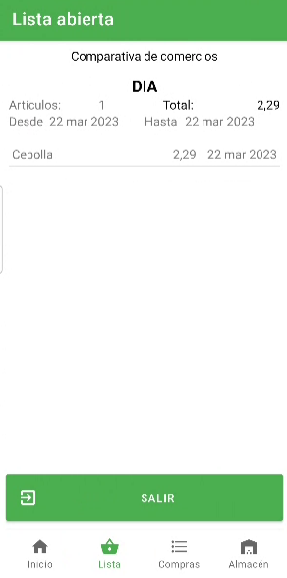 Lista abierta
Comparativa de comercios
DIA
Articulos: 1 Total: 2,29
Desde 22 mar 2023 Hasta 22 mar 2023
Cebolla 2,29 22 mar 2023
SALIR
Inicio Lista Compras Almacén